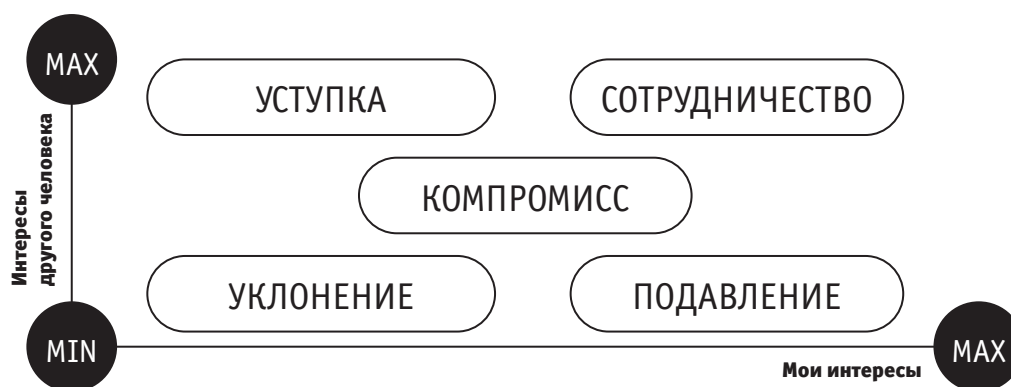 MAX
УСТУПКА
СОТРУДНИЧЕСТВО
Интересы
другого человека
КОМПРОМИСС
УКЛОНЕНИЕ
ПОДАВЛЕНИЕ
MIN
Мои интересы
MAX